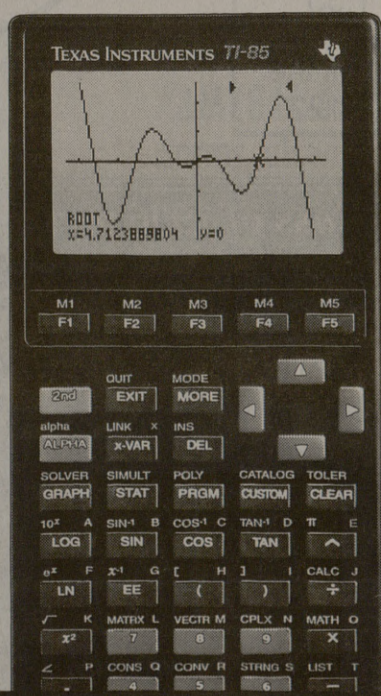 TEXAS INSTRUMENTS TI-85
ROOT
x=4.7123889804 y=0
M1 M2 M3 M4 M5
F1 F2 F3 F4 F5
QUIT MODE
2nd EXIT MORE
alpha LINK x INS
ALPHA x-VAR DEL
SOLVER SIMULT POLY CATALOG TOLER
GRAPH STAT PRGM CUSTOM CLEAR
10ˣ A SIN⁻¹ B COS⁻¹ C TAN⁻¹ D π E
LOG SIN COS TAN ^
eˣ F x⁻¹ G [ H ] I CALC J
LN EE ( ) ÷
√ K MATRX L VECTR M CPLX N MATH O
x² 7 8 9 X
∠ P CONS Q CONV R STRNG S LIST T
4 5 6 −